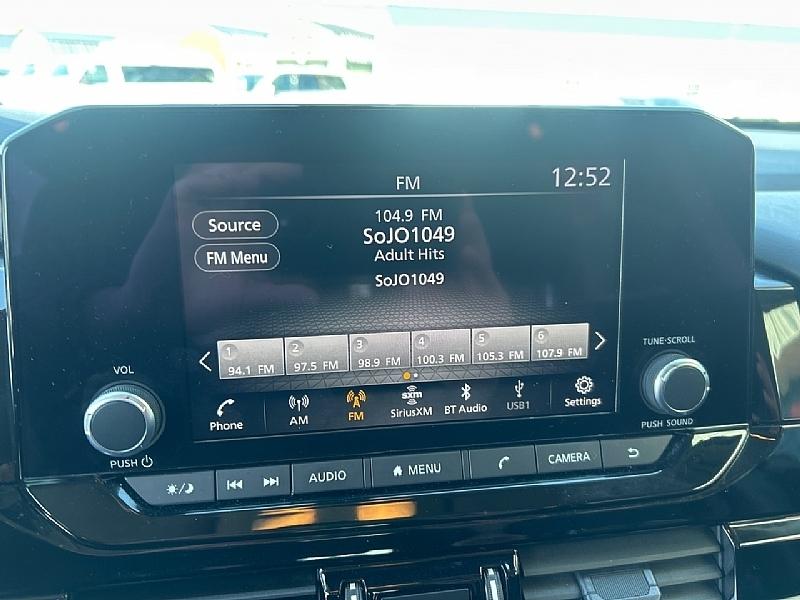 FM
12:52
104.9 FM
Source
SoJO1049
Adult Hits
FM Menu
SoJO1049
1 2 3 4 5 6
94.1 FM 97.5 FM 98.9 FM 100.3 FM 105.3 FM 107.9 FM
Phone AM FM sxm SiriusXM BT Audio USB1 Settings
VOL
PUSH
TUNE·SCROLL
PUSH SOUND
AUDIO MENU CAMERA